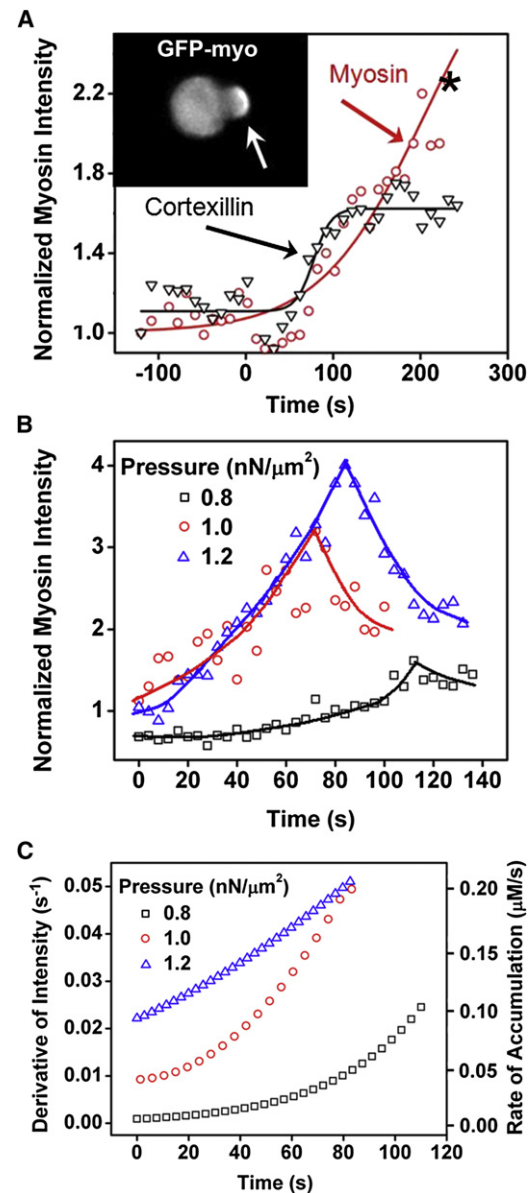 A
GFP-myo
Myosin
*
Cortexillin
Normalized Myosin Intensity
2.2
1.8
1.4
1.0
-100 0 100 200 300
Time (s)
B
Pressure (nN/μm²)
0.8
1.0
1.2
Normalized Myosin Intensity
4
3
2
1
0 20 40 60 80 100 120 140
Time (s)
C
Pressure (nN/μm²)
0.8
1.0
1.2
Derivative of Intensity (s⁻¹)
0.05
0.04
0.03
0.02
0.01
0.00
Rate of Accumulation (μM/s)
0.20
0.15
0.10
0.05
0.00
0 20 40 60 80 100 120
Time (s)